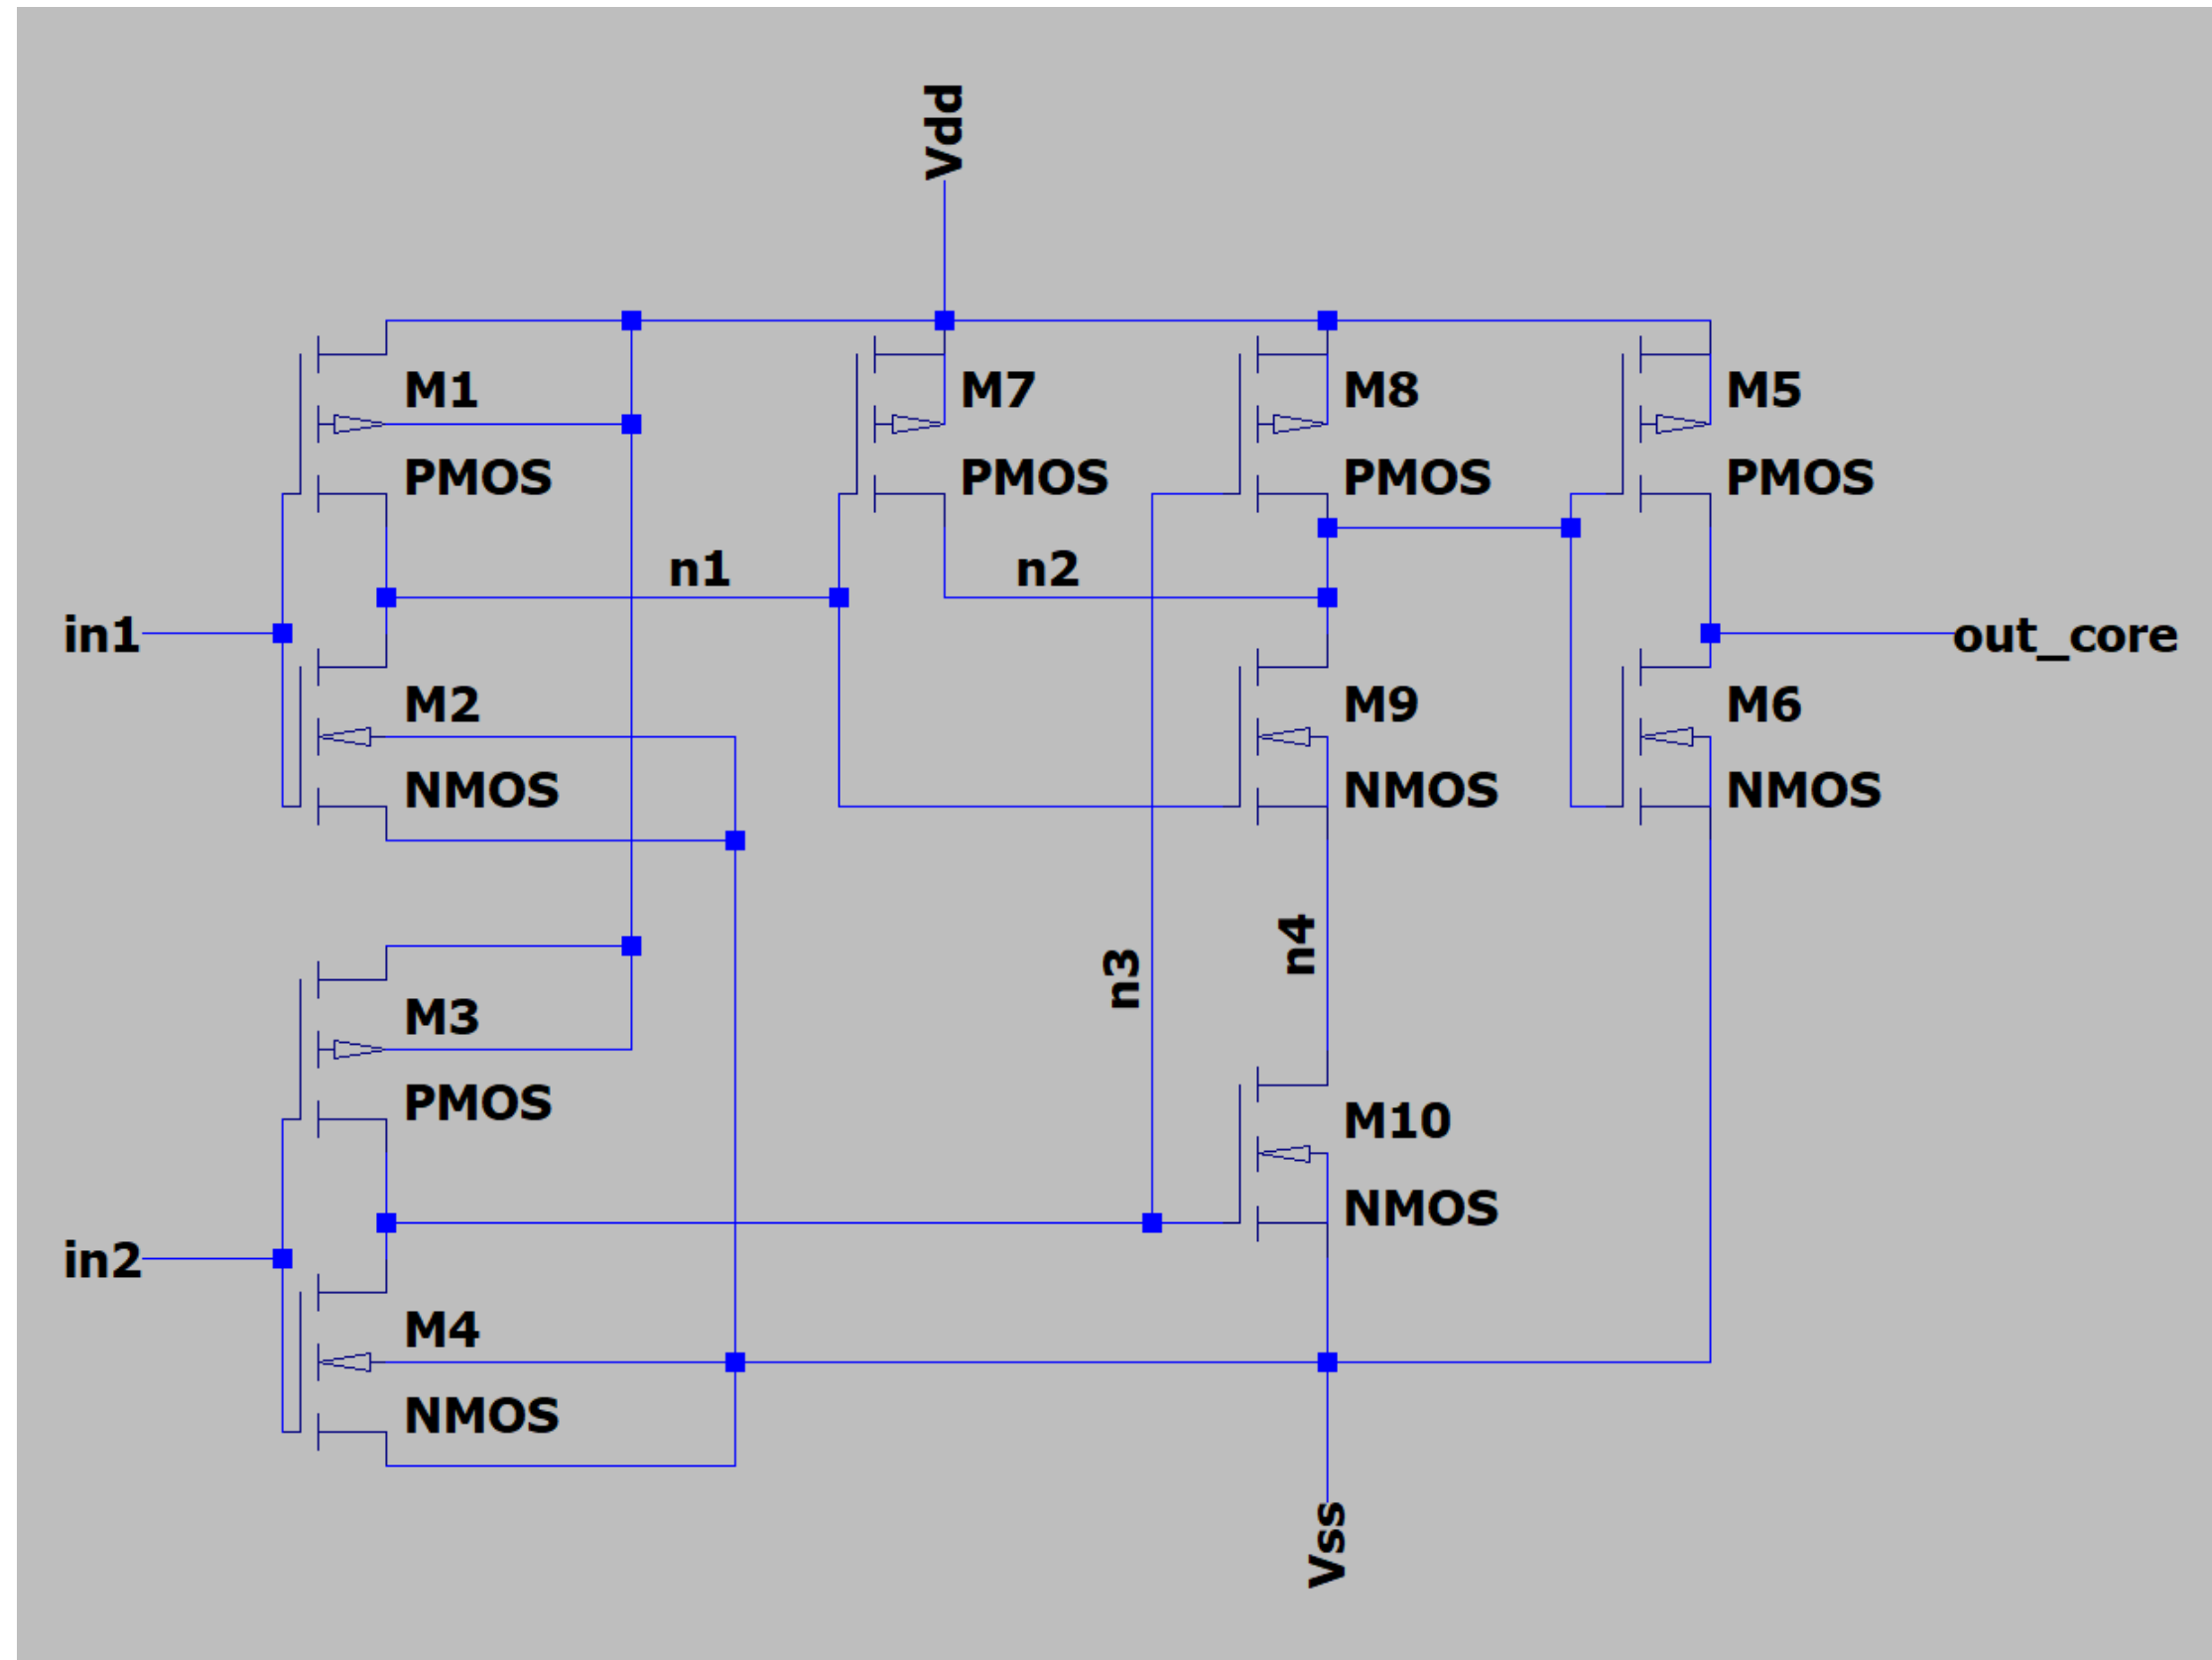 Vdd
M1
PMOS
M7
PMOS
M8
PMOS
M5
PMOS
n1
n2
in1
out_core
M2
NMOS
M9
NMOS
M6
NMOS
n3
n4
M3
PMOS
M10
NMOS
in2
M4
NMOS
Vss